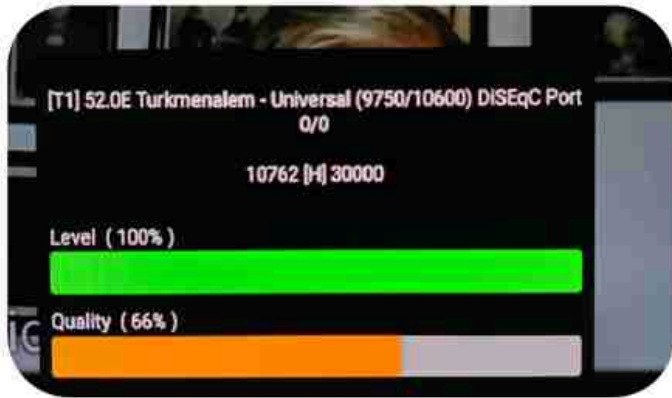 [T1] 52.0E Turkmenalem - Universal (9750/10600) DiSEqC Port
0/0
10762 [H] 30000
Level ( 100% )
Quality ( 66% )